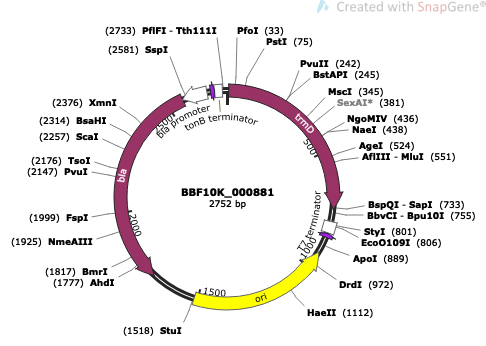 Created with SnapGene®
(2733) PflFI - Tth111I
PfoI (33)
(2581) SspI
PstI (75)
PvuII (242)
BstAPI (245)
MscI (345)
SexAI* (381)
NgoMIV (436)
NaeI (438)
AgeI (524)
AflIII - MluI (551)
BspQI - SapI (733)
BbvCI - Bpu10I (755)
StyI (801)
EcoO109I (806)
ApoI (889)
DrdI (972)
HaeII (1112)
(1518) StuI
(1777) AhdI
(1817) BmrI
(1925) NmeAIII
(1999) FspI
(2147) PvuI
(2176) TsoI
(2257) ScaI
(2314) BsaHI
(2376) XmnI
bla promoter
tonB terminator
trmD
T7 terminator
ori
bla
500
1000
1500
2000
2500
BBF10K_000881
2752 bp